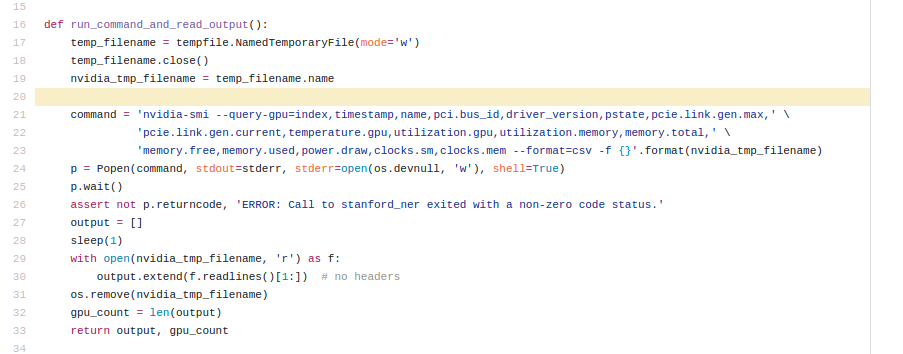 15
16 def run_command_and_read_output():
17     temp_filename = tempfile.NamedTemporaryFile(mode='w')
18     temp_filename.close()
19     nvidia_tmp_filename = temp_filename.name
20
21     command = 'nvidia-smi --query-gpu=index,timestamp,name,pci.bus_id,driver_version,pstate,pcie.link.gen.max,' \
22               'pcie.link.gen.current,temperature.gpu,utilization.gpu,utilization.memory,memory.total,' \
23               'memory.free,memory.used,power.draw,clocks.sm,clocks.mem --format=csv -f {}'.format(nvidia_tmp_filename)
24     p = Popen(command, stdout=stderr, stderr=open(os.devnull, 'w'), shell=True)
25     p.wait()
26     assert not p.returncode, 'ERROR: Call to stanford_ner exited with a non-zero code status.'
27     output = []
28     sleep(1)
29     with open(nvidia_tmp_filename, 'r') as f:
30         output.extend(f.readlines()[1:])  # no headers
31     os.remove(nvidia_tmp_filename)
32     gpu_count = len(output)
33     return output, gpu_count
34